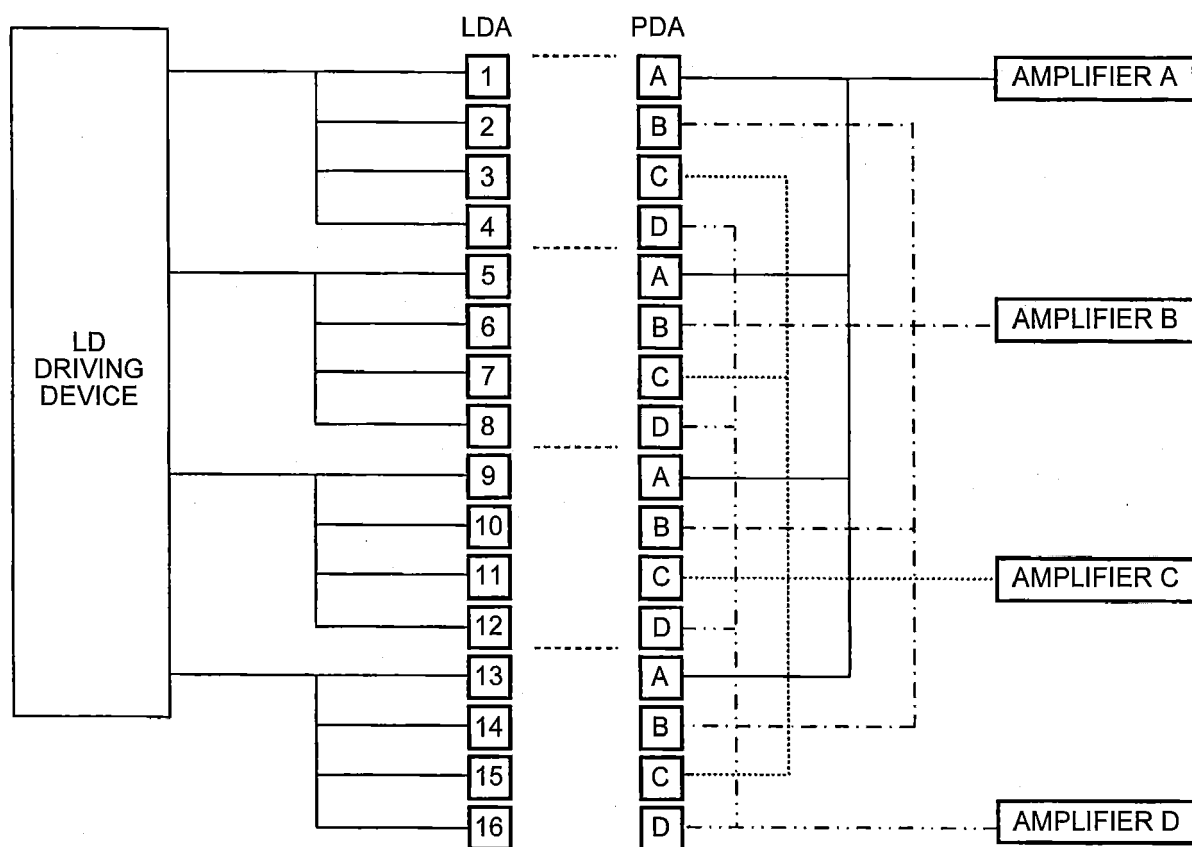 LDA PDA
1 A AMPLIFIER A
2 B
3 C
4 D
5 A
6 B AMPLIFIER B
7 C
LD
DRIVING
DEVICE
8 D
9 A
10 B
11 C AMPLIFIER C
12 D
13 A
14 B
15 C
16 D AMPLIFIER D